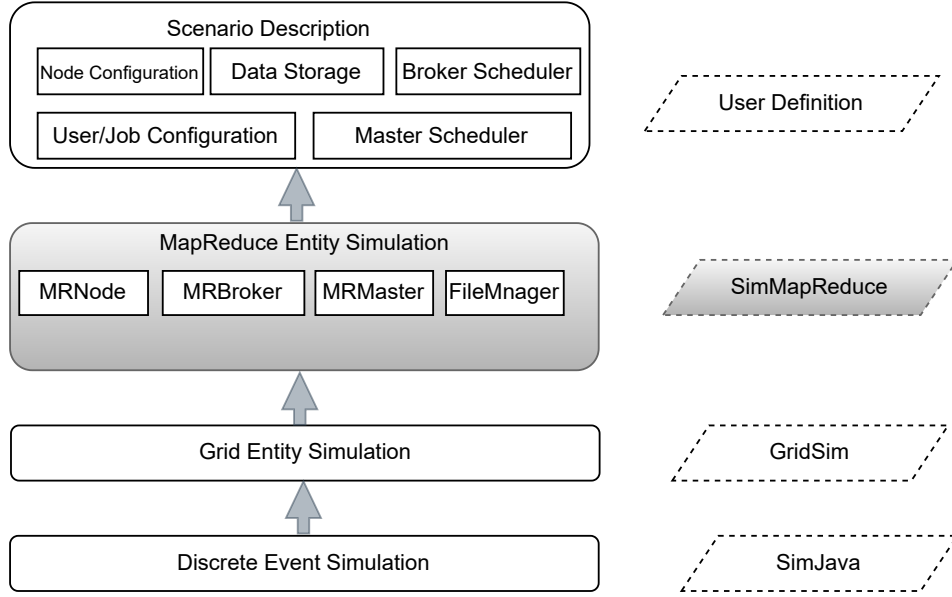 Scenario Description
Node Configuration
Data Storage
Broker Scheduler
User/Job Configuration
Master Scheduler
User Definition
MapReduce Entity Simulation
MRNode
MRBroker
MRMaster
FileMnager
SimMapReduce
Grid Entity Simulation
GridSim
Discrete Event Simulation
SimJava